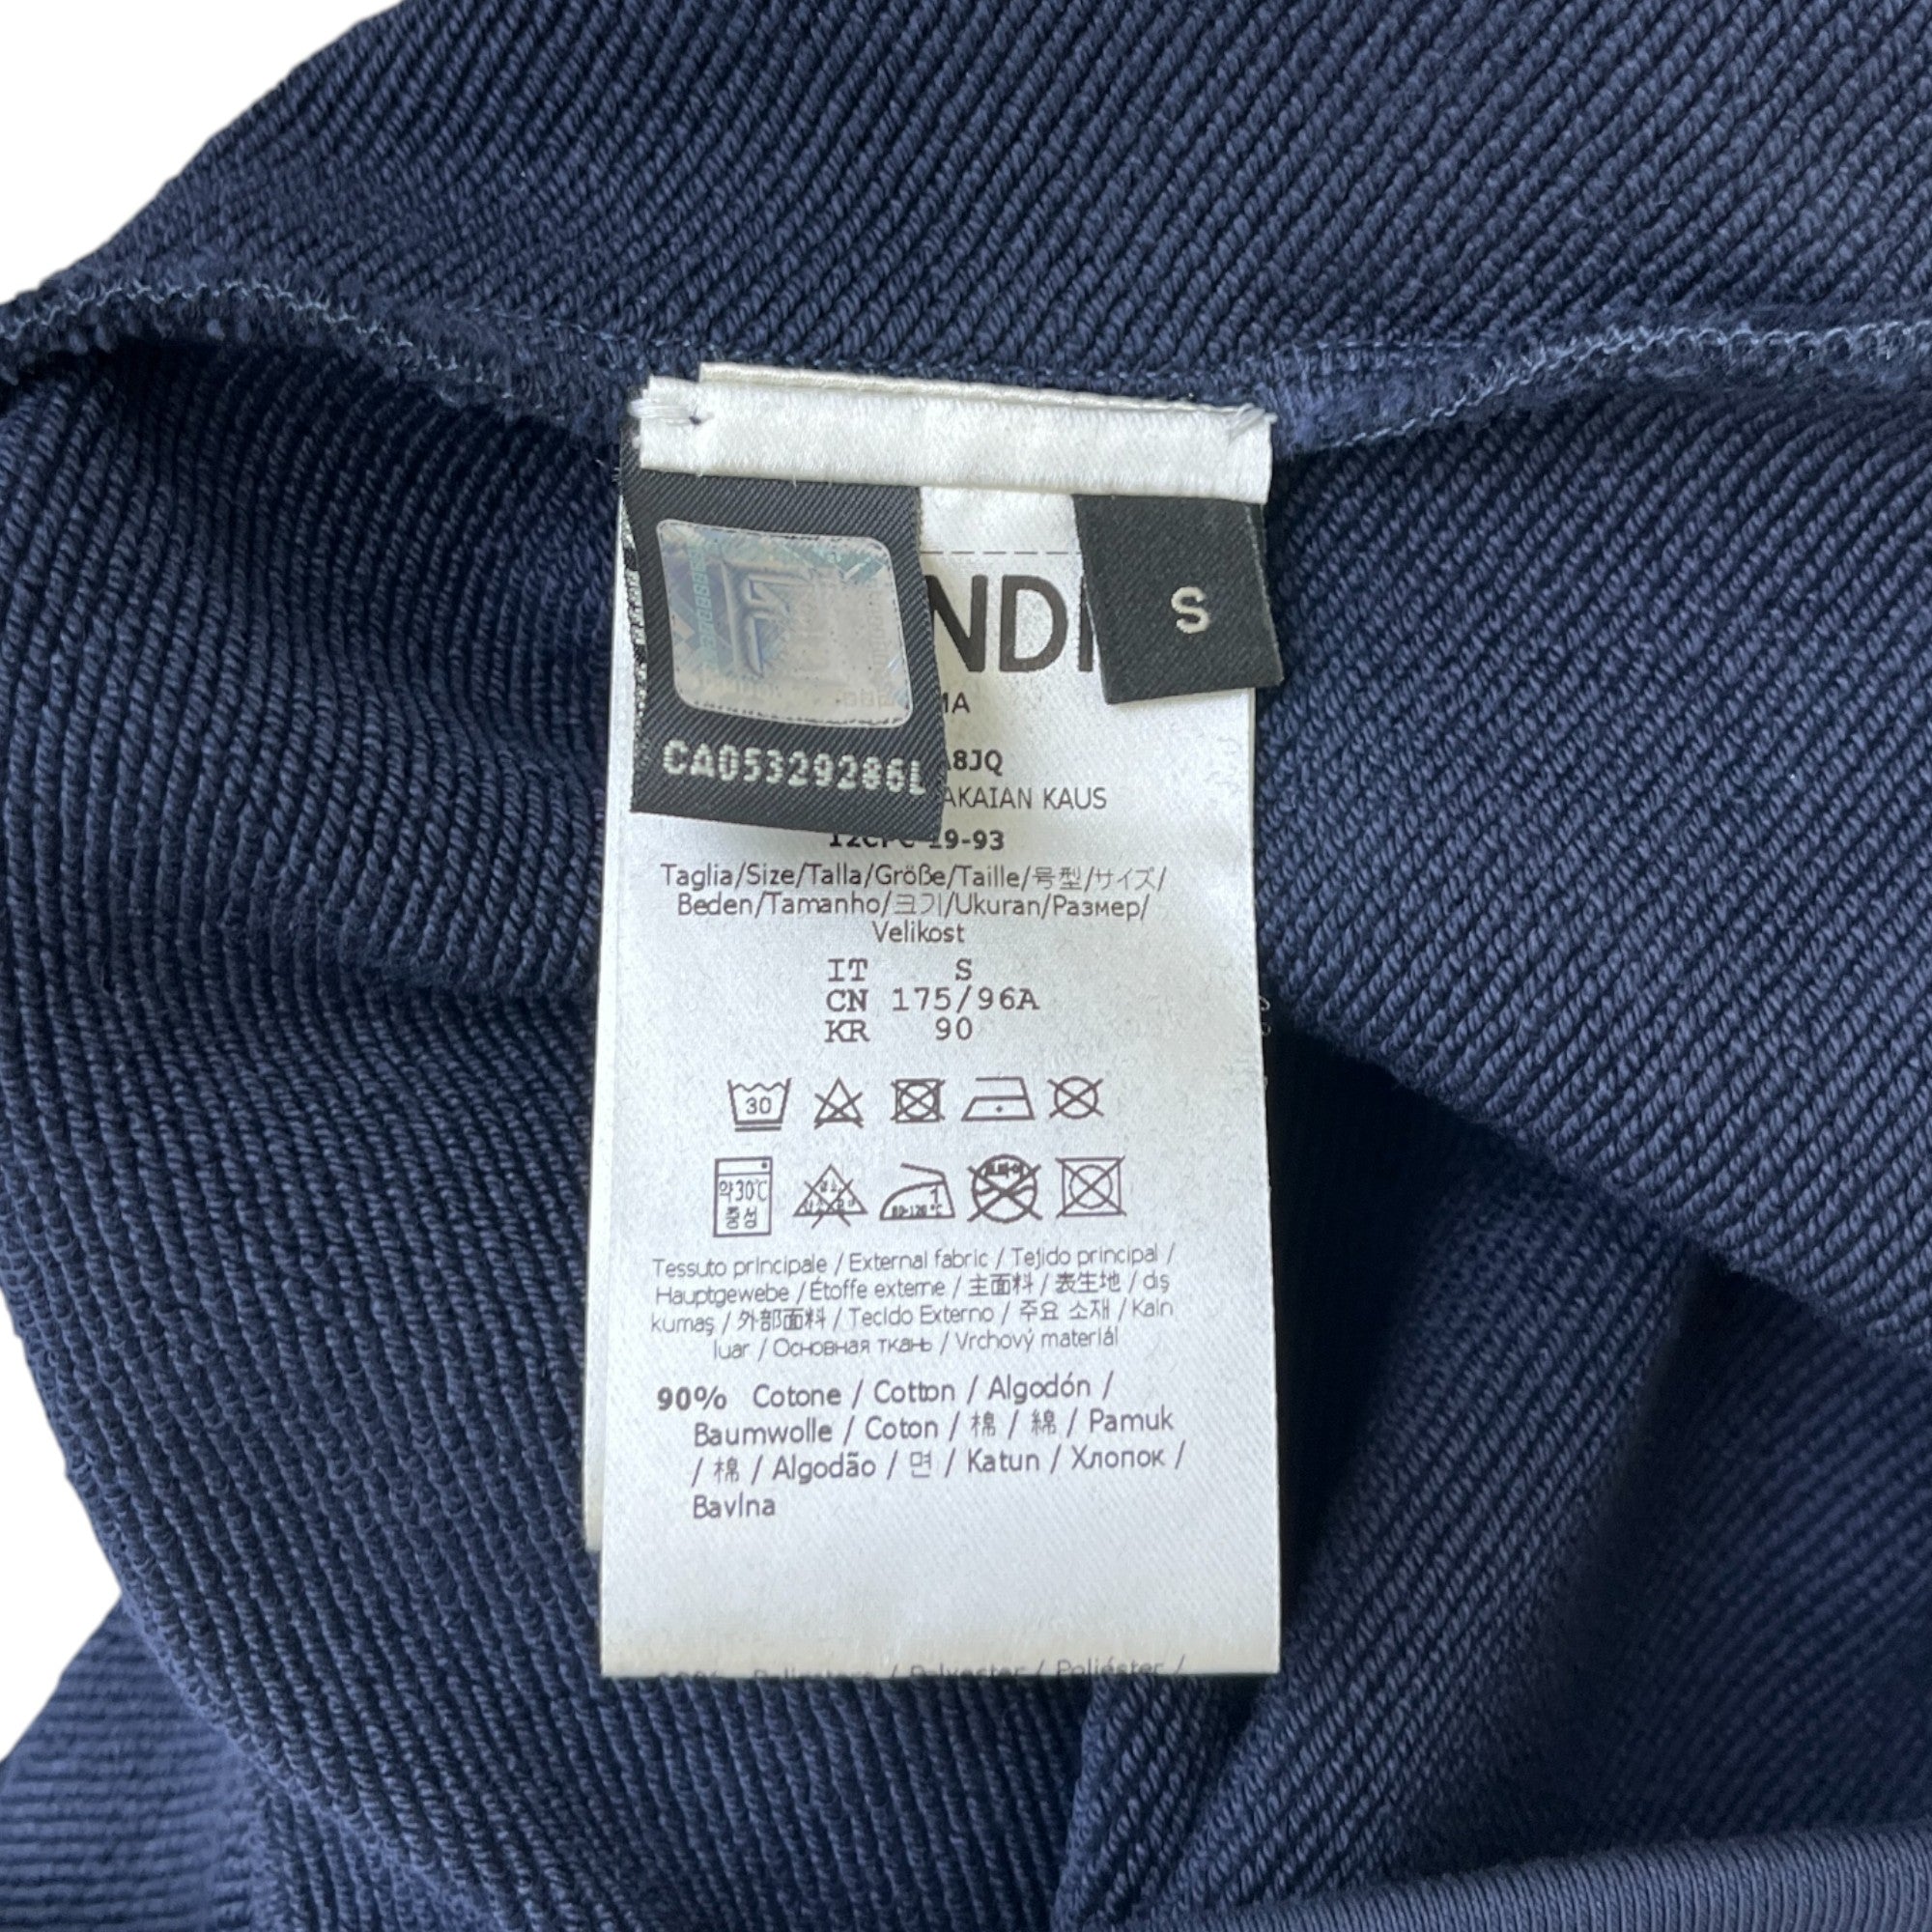 S
CA05329286L
NDI
MA
A8JQ
AKAIAN KAUS
19-93
Taglia/Size/Talla/Größe/Taille/号型/サイズ/
Beden/Tamanho/크기/Ukuran/Размер/
Velikost
IT S
CN 175/96A
KR 90
30
약30℃
중성
Tessuto principale / External fabric / Tejido principal /
Hauptgewebe / Étoffe externe / 主面料 / 表生地 / dış
kumaş / 外部面料 / Tecido Externo / 주요 소재 / Kain
luar / Основная ткань / Vrchový materiál
90% Cotone / Cotton / Algodón /
Baumwolle / Coton / 棉 / 綿 / Pamuk
/ 棉 / Algodão / 면 / Katun / Хлопок /
Bavlna
/ Polyester / Poliéster /